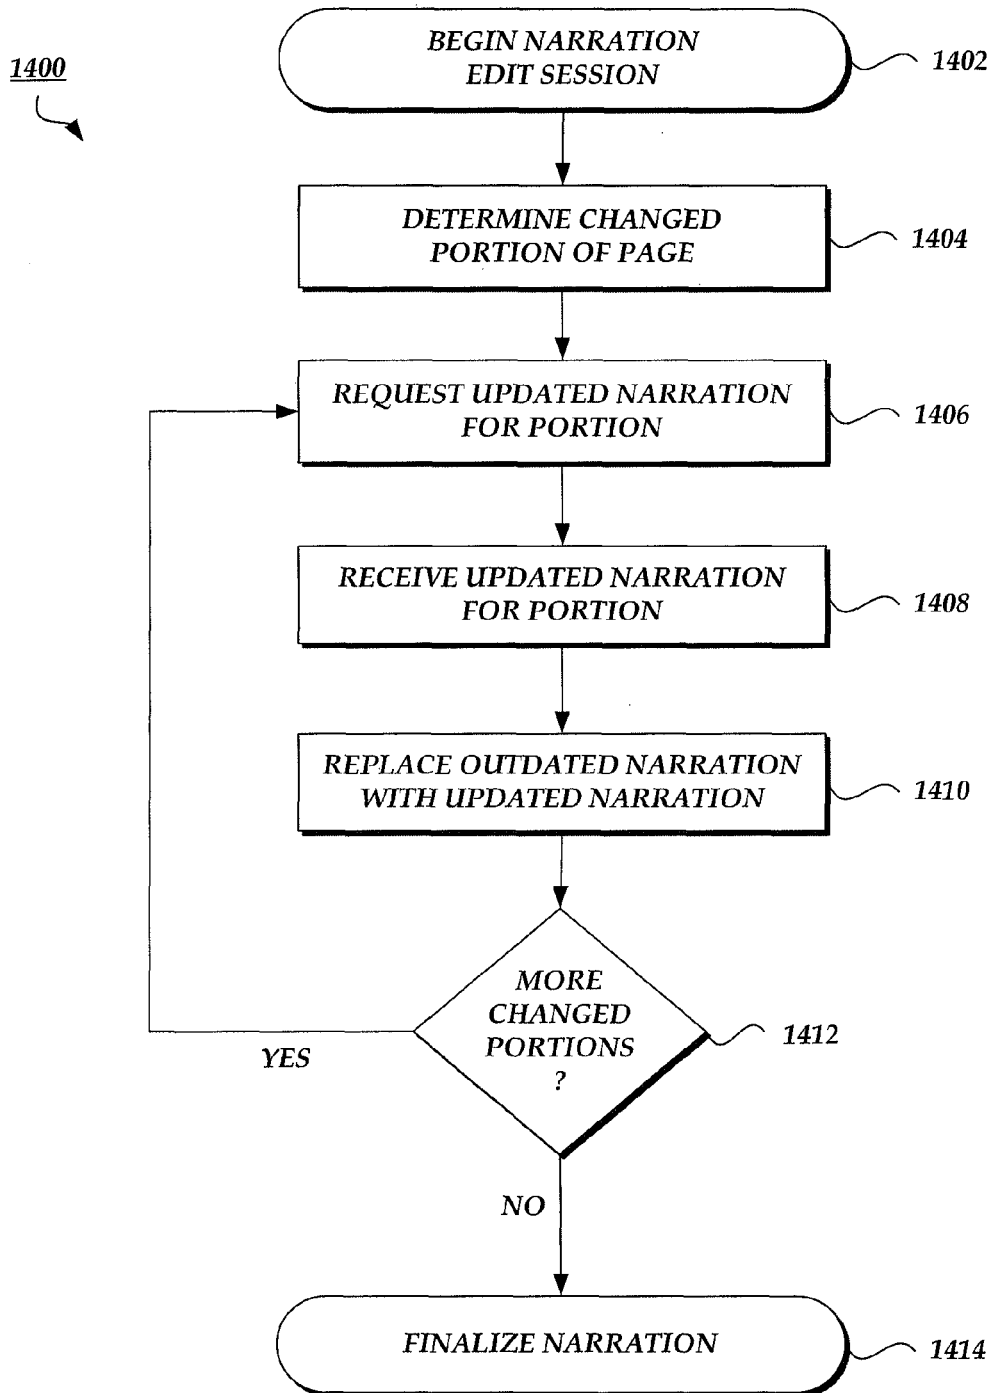 1400
BEGIN NARRATION
EDIT SESSION
1402
DETERMINE CHANGED
PORTION OF PAGE
1404
REQUEST UPDATED NARRATION
FOR PORTION
1406
RECEIVE UPDATED NARRATION
FOR PORTION
1408
REPLACE OUTDATED NARRATION
WITH UPDATED NARRATION
1410
MORE
CHANGED
PORTIONS
?
1412
YES
NO
FINALIZE NARRATION
1414